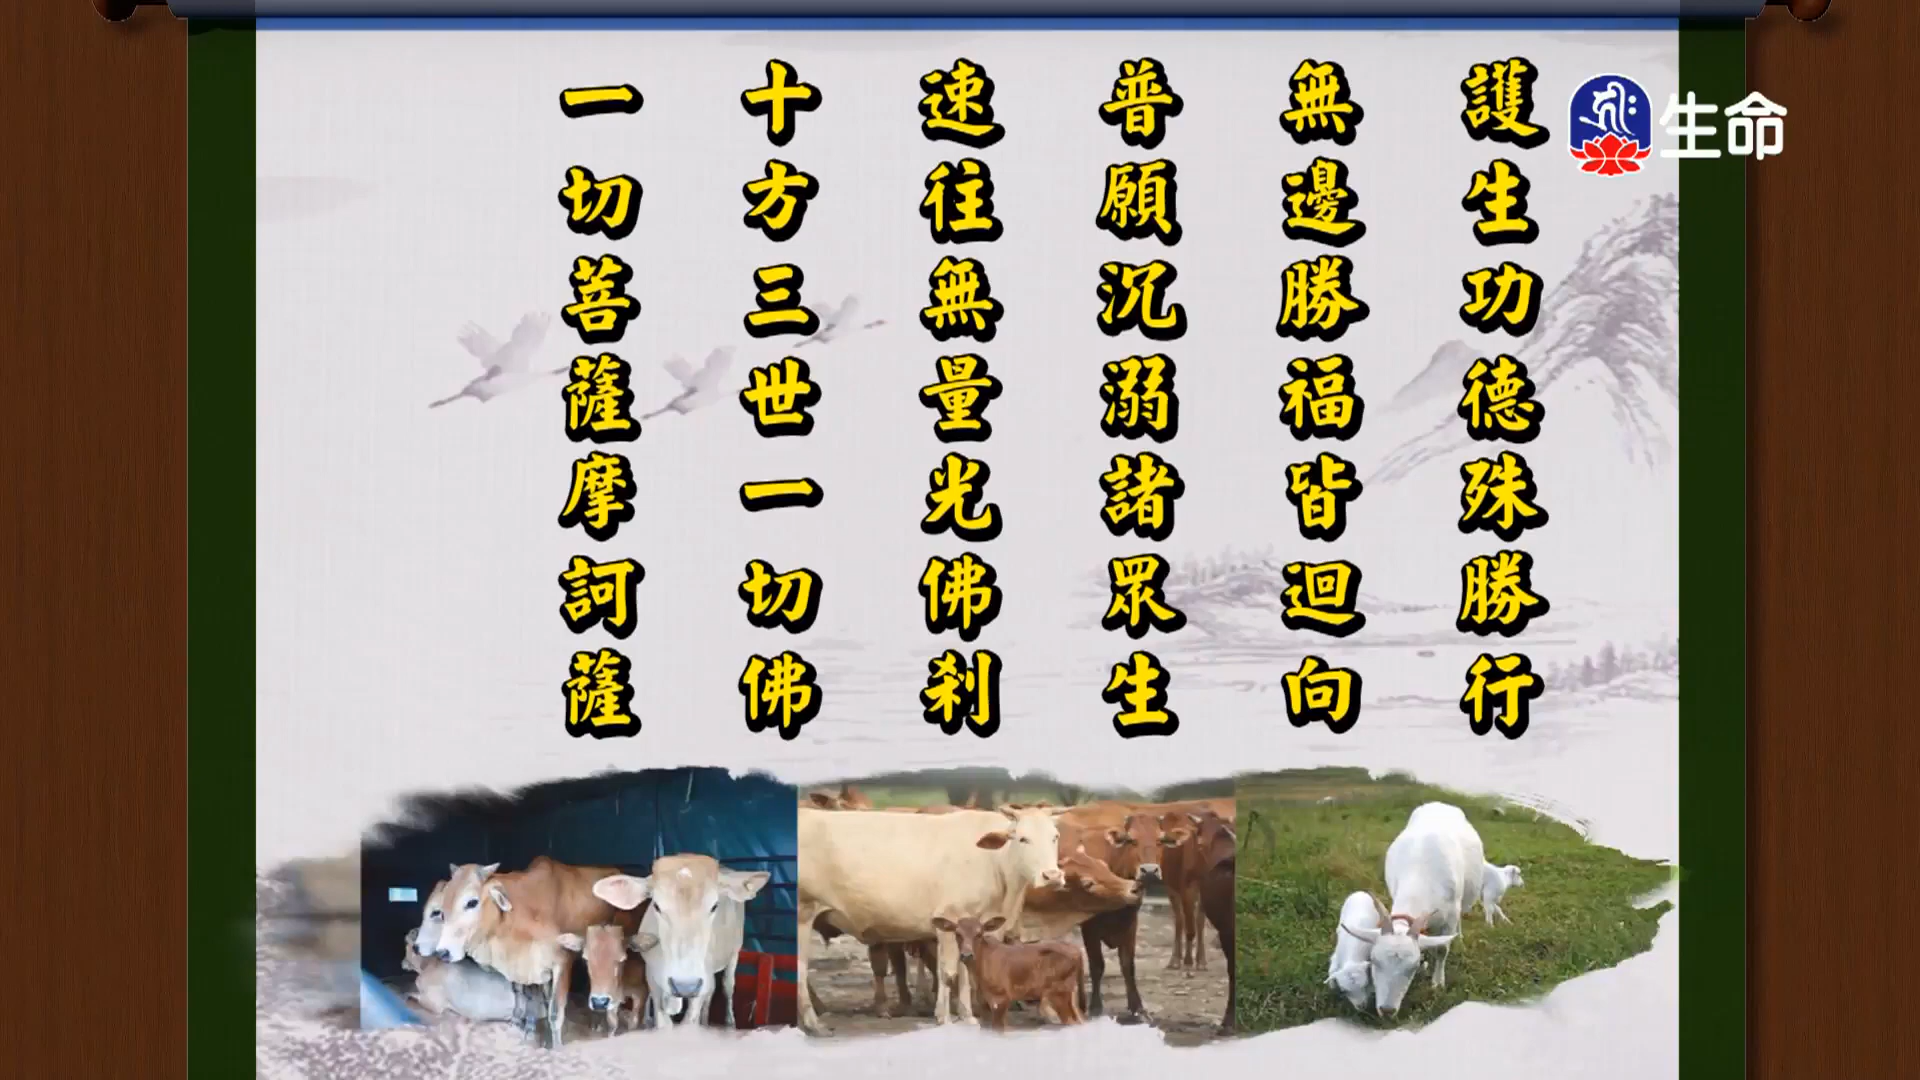 護生功德殊勝行
無邊勝福皆迴向
普願沉溺諸眾生
速往無量光佛剎
十方三世一切佛
一切菩薩摩訶薩
生命